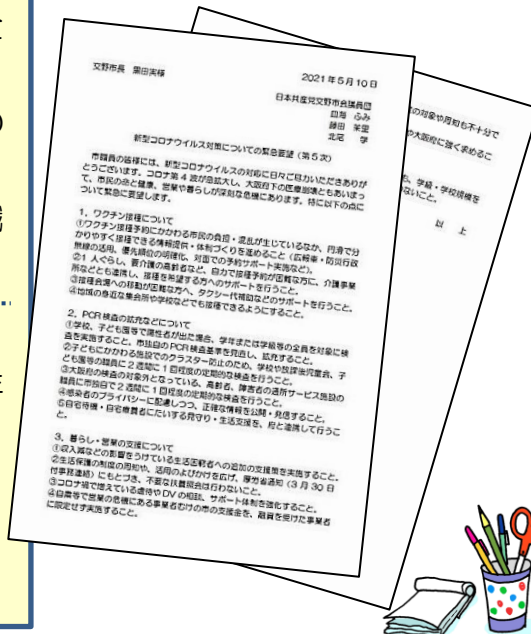 交野市長　黒田実様
2021年5月10日
日本共産党交野市会議員団
皿海　ふみ
藤田　茉里
北尾　学
新型コロナウイルス対策についての緊急要望（第5次）
市職員の皆様には、新型コロナウイルスの対応に日々ご尽力いただきありが
とうございます。コロナ第4波が急拡大し、大阪府下の医療崩壊ともあいまっ
て、市民の命と健康、営業や暮らしが深刻な危機にあります。特に以下の点に
ついて緊急に要望します。
1，ワクチン接種について
①ワクチン接種予約にかかわる市民の負担・混乱が生じているなか、円滑で分
かりやすく接種できる情報提供・体制づくりを進めること（広報車・防災行政
無線の活用、優先順位の明確化、対面での予約サポート実施など）。
②1人ぐらし、要介護の高齢者など、自力で接種予約が困難な方に、介護事業
所などとも連携し、接種を希望する方へのサポートを行うこと。
③接種会場への移動が困難な方へ、タクシー代補助などのサポートを行うこと。
④地域の身近な集会所や学校などでも接種できるようにすること。
2，PCR検査の拡充などについて
①学校、子ども園等で陽性者が出た場合、学年または学級等の全員を対象に検
査を実施すること。市独自のPCR検査基準を見直し、拡充すること。
②子どもにかかわる施設でのクラスター防止のため、学校や放課後児童会、子
ども園等の職員に2週間に1回程度の定期的な検査を行うこと。
③大阪府の検査の対象外となっている、高齢者、障害者の通所サービス施設の
職員に市独自で2週間に1回程度の定期的な検査を行うこと。
④感染者のプライバシーに配慮しつつ、正確な情報を公開・発信すること。
⑤自宅待機・自宅療養者にたいする見守り・生活支援を、府と連携して行うこ
と。
3，暮らし・営業の支援について
①収入減などの影響をうけている生活困窮者への追加の支援策を実施すること。
②生活保護の制度の周知や、活用のよびかけを広げ、厚労省通知（3月30日
付事務連絡）にもとづき、不要な扶養照会は行わないこと。
③コロナ禍で増えている虐待やDVの相談、サポート体制を強化すること。
④自粛等で営業の危機にある事業者むけの市の支援金を、融資を受けた事業者
に限定せず実施すること。
の対象や周知も不十分で
や大阪府に強く求めるこ
も、学級・学校規模を
ないこと。
以　上